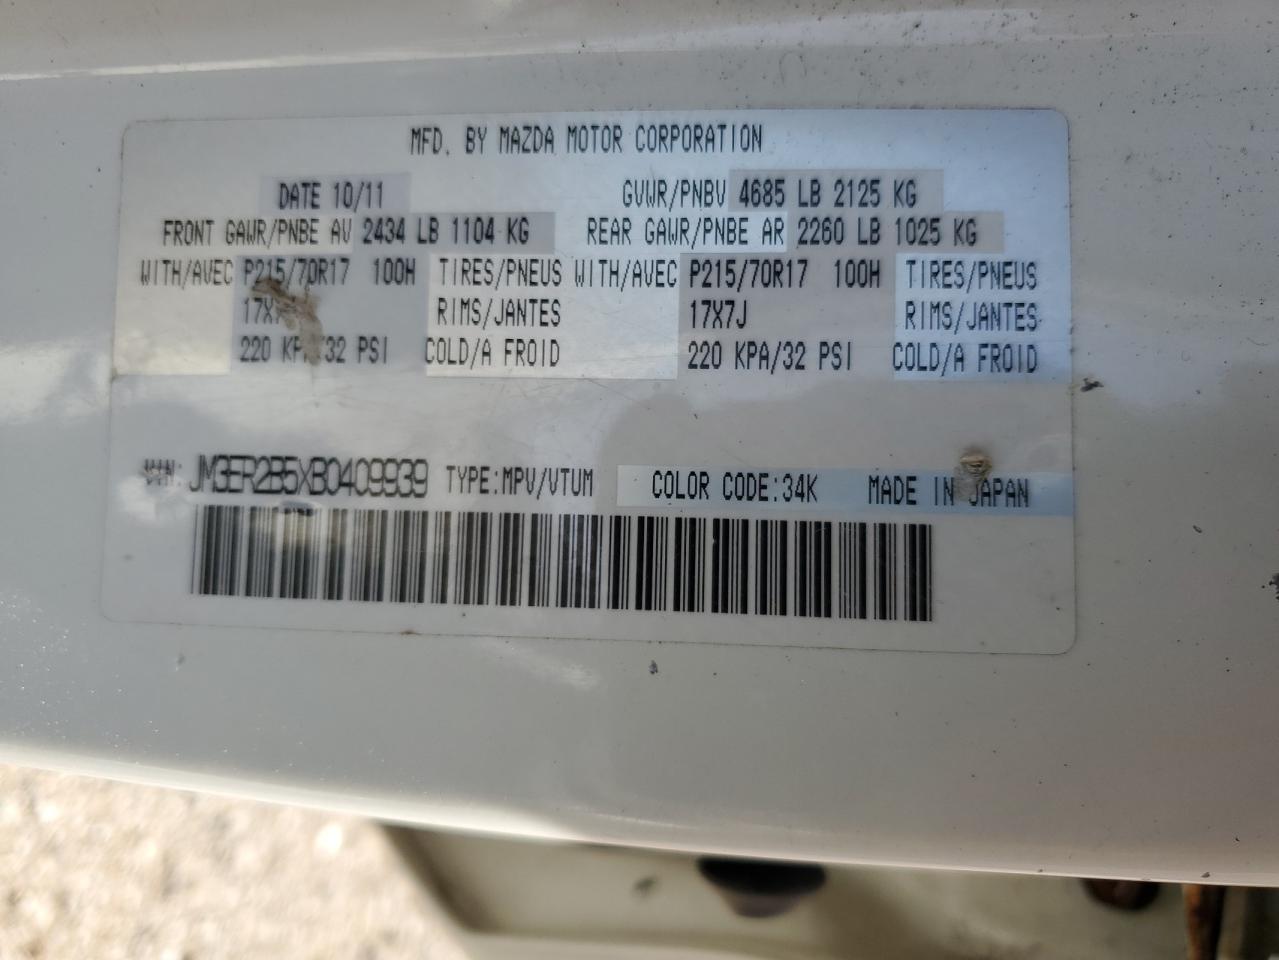 MFD. BY MAZDA MOTOR CORPORATION
DATE 10/11 GVWR/PNBV 4685 LB 2125 KG
FRONT GAWR/PNBE AV 2434 LB 1104 KG REAR GAWR/PNBE AR 2260 LB 1025 KG
WITH/AVEC P215/70R17 100H TIRES/PNEUS WITH/AVEC P215/70R17 100H TIRES/PNEUS
RIMS/JANTES 17X7J RIMS/JANTES
220 KPA/32 PSI COLD/A FROID 220 KPA/32 PSI COLD/A FROID
VIN: JM3ER2B5XB0409939 TYPE:MPV/VTUM COLOR CODE:34K MADE IN JAPAN